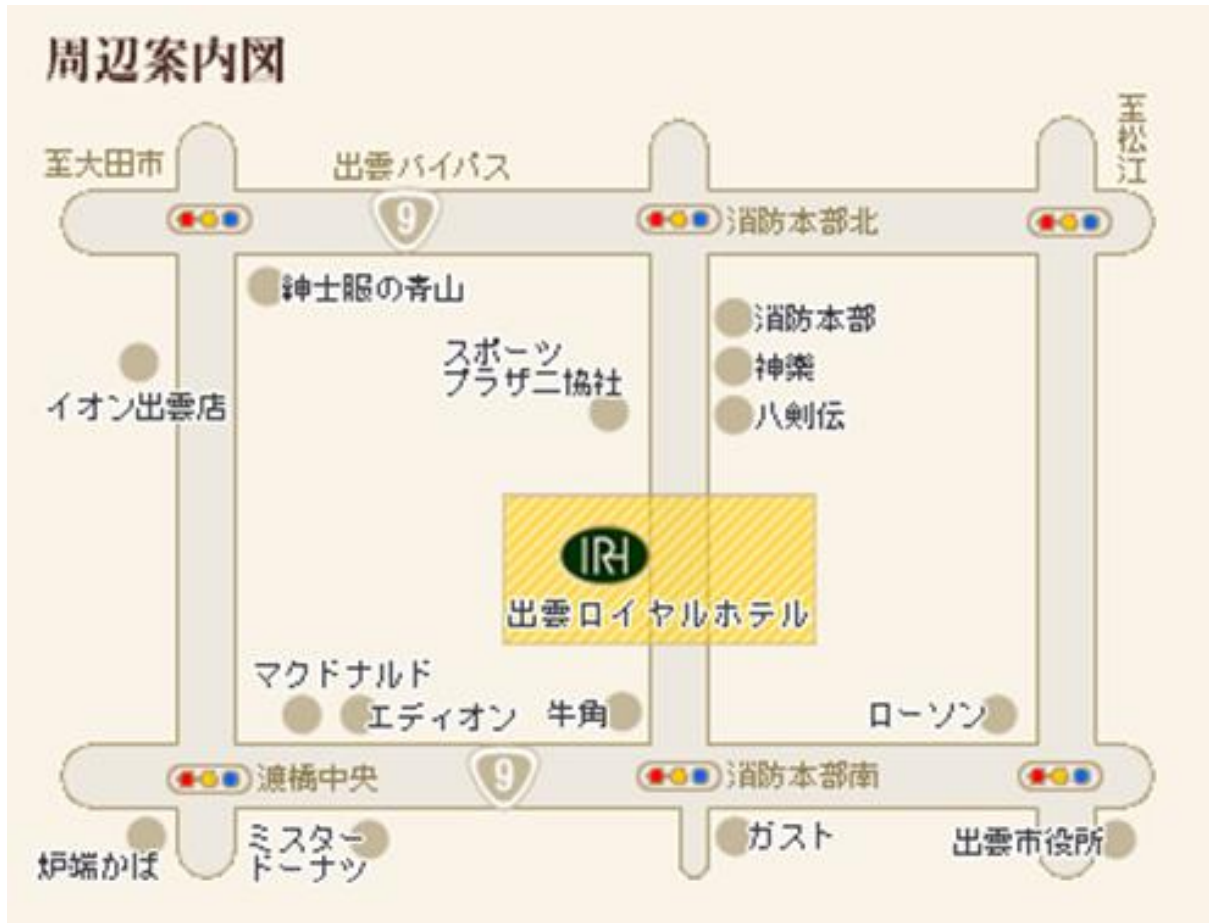 周辺案内図
至松江
至大田市
出雲バイパス
9
消防本部北
紳士服の青山
消防本部
スポーツ
プラザ二協社
神樂
イオン出雲店
八剣伝
IRH
出雲ロイヤルホテル
マクドナルド
エディオン
牛角
ローソン
渡橋中央
9
消防本部南
炉端かば
ミスター
ドーナツ
ガスト
出雲市役所